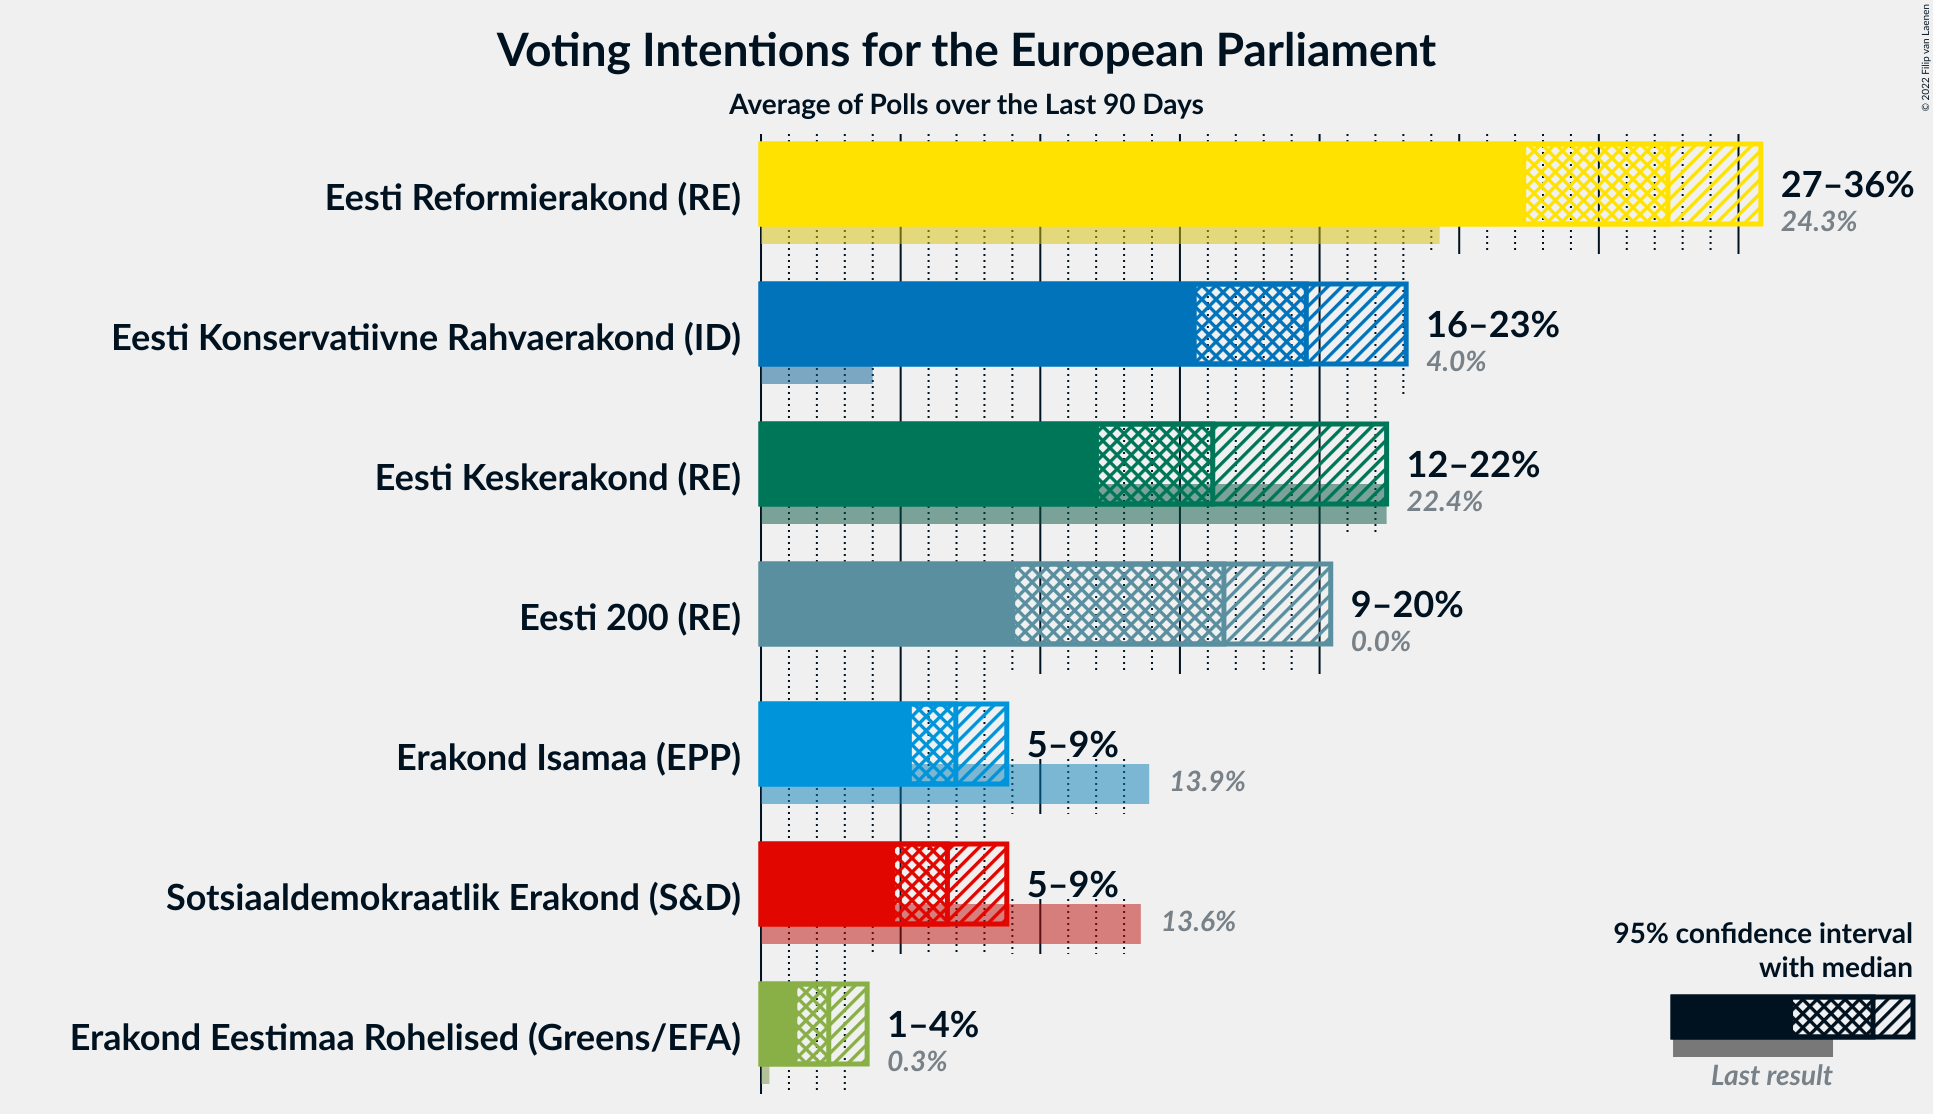 Voting Intentions for the European Parliament
Average of Polls over the Last 90 Days
© 2022 Filip van Laenen
Eesti Reformierakond (RE)
27–36%
24.3%
Eesti Konservatiivne Rahvaerakond (ID)
16–23%
4.0%
Eesti Keskerakond (RE)
12–22%
22.4%
Eesti 200 (RE)
9–20%
0.0%
Erakond Isamaa (EPP)
5–9%
13.9%
Sotsiaaldemokraatlik Erakond (S&D)
5–9%
13.6%
Erakond Eestimaa Rohelised (Greens/EFA)
1–4%
0.3%
95% confidence interval
with median
Last result